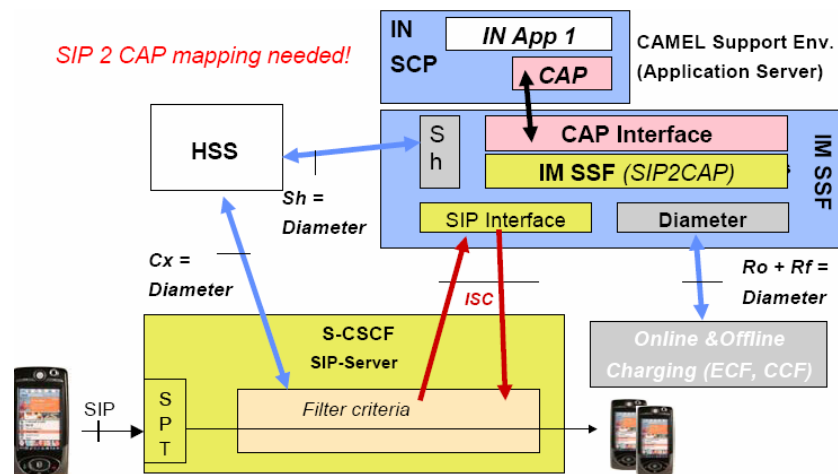 SIP 2 CAP mapping needed!
IN
SCP
IN App 1
CAP
CAMEL Support Env.
(Application Server)
HSS
S
h
CAP Interface
IM SSF (SIP2CAP)
IM SSF
SIP Interface
Diameter
Sh =
Diameter
Cx =
Diameter
ISC
Ro + Rf =
Diameter
S-CSCF
SIP-Server
Online &Offline
Charging (ECF, CCF)
SIP
S
P
T
Filter criteria